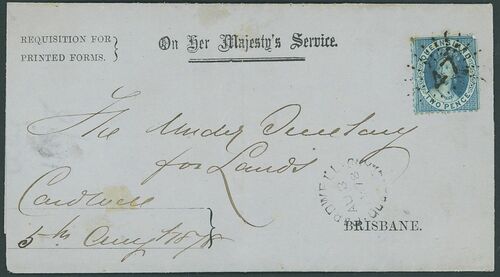 REQUISITION FOR
PRINTED FORMS.
On Her Majesty's Service.
QUEENSLAND
TWO PENCE
The Under Secretary
for Lands
Cardwell
5th August 1878
BRISBANE.